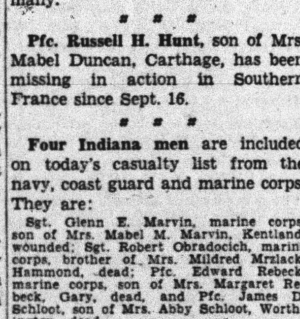 many.
# # #
Pfc. Russell H. Hunt, son of Mrs
Mabel Duncan, Carthage, has been
missing in action in Southern
France since Sept. 16.
# # #
Four Indiana men are included
on today's casualty list from the
navy, coast guard and marine corps
They are:
Sgt. Glenn E. Marvin, marine corps
son of Mrs. Mabel M. Marvin, Kentland
wounded; Sgt. Robert Obradocich, marin
corps, brother of Mrs. Mildred Mrzlack
Hammond, dead; Pfc. Edward Rebeck
marine corps, son of Mrs. Margaret Re
beck, Gary, dead, and Pfc. James D
Schloot, son of Mrs. Abby Schloot, Worth